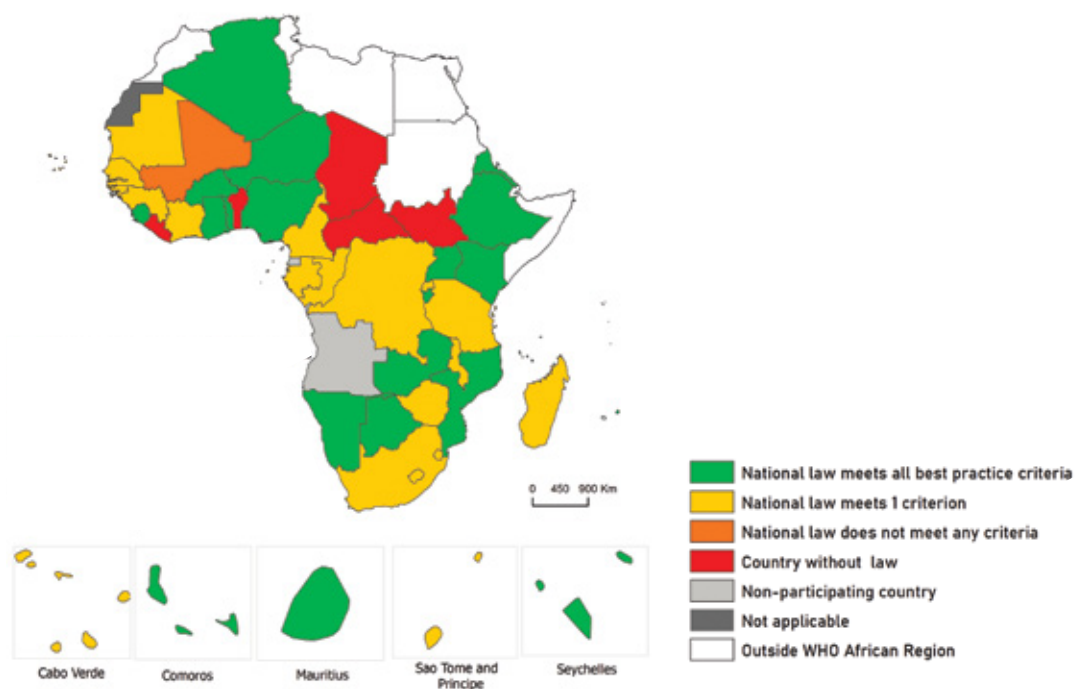 0 450 900 Km
National law meets all best practice criteria
National law meets 1 criterion
National law does not meet any criteria
Country without law
Non-participating country
Not applicable
Outside WHO African Region
Cabo Verde
Comoros
Mauritius
Sao Tome and
Principe
Seychelles